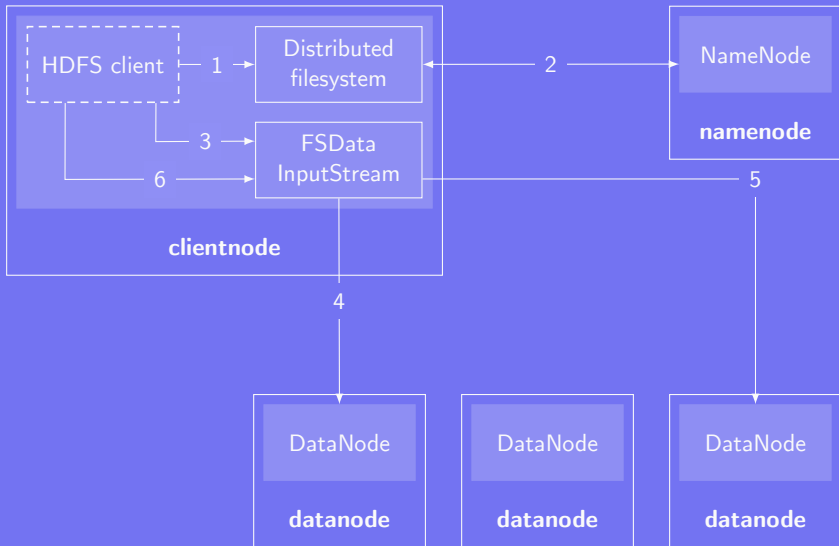 HDFS client
1
Distributed
filesystem
2
NameNode
namenode
3
FSData
InputStream
6
5
clientnode
4
DataNode
DataNode
DataNode
datanode
datanode
datanode